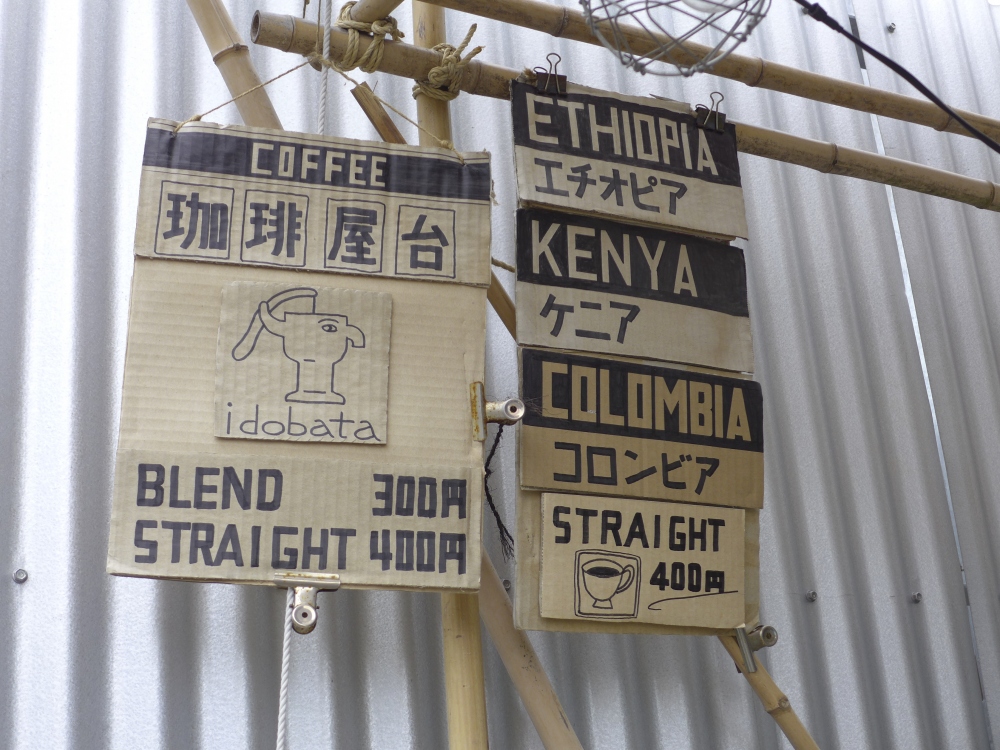 COFFEE
珈琲屋台
idobata
BLEND 300円
STRAIGHT 400円
ETHIOPIA
エチオピア
KENYA
ケニア
COLOMBIA
コロンビア
STRAIGHT
400円